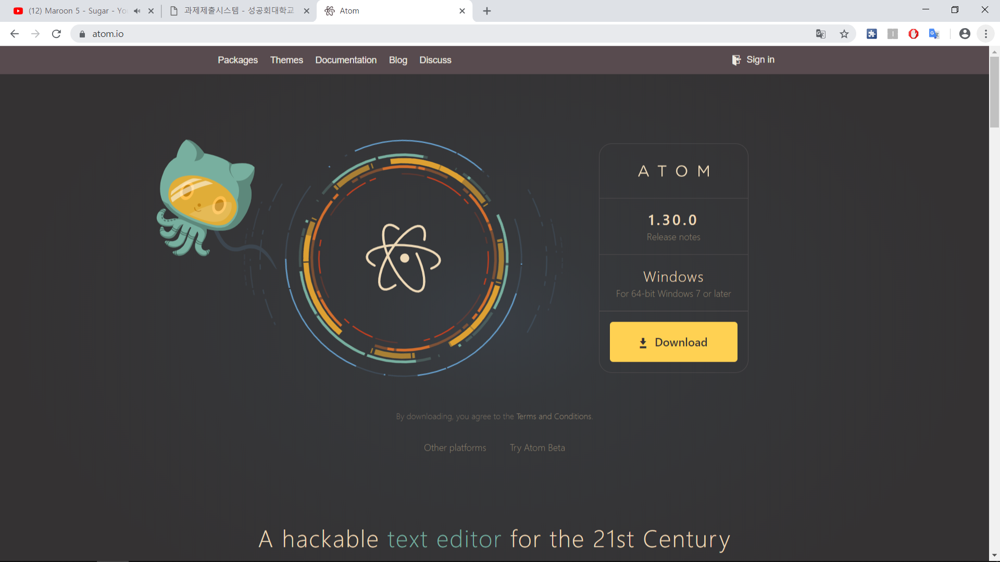 (12) Maroon 5 - Sugar - You
과제제출시스템 - 성공회대학교
Atom
atom.io
Packages Themes Documentation Blog Discuss
Sign in
ATOM
1.30.0
Release notes
Windows
For 64-bit Windows 7 or later
Download
By downloading, you agree to the Terms and Conditions.
Other platforms Try Atom Beta
A hackable text editor for the 21st Century